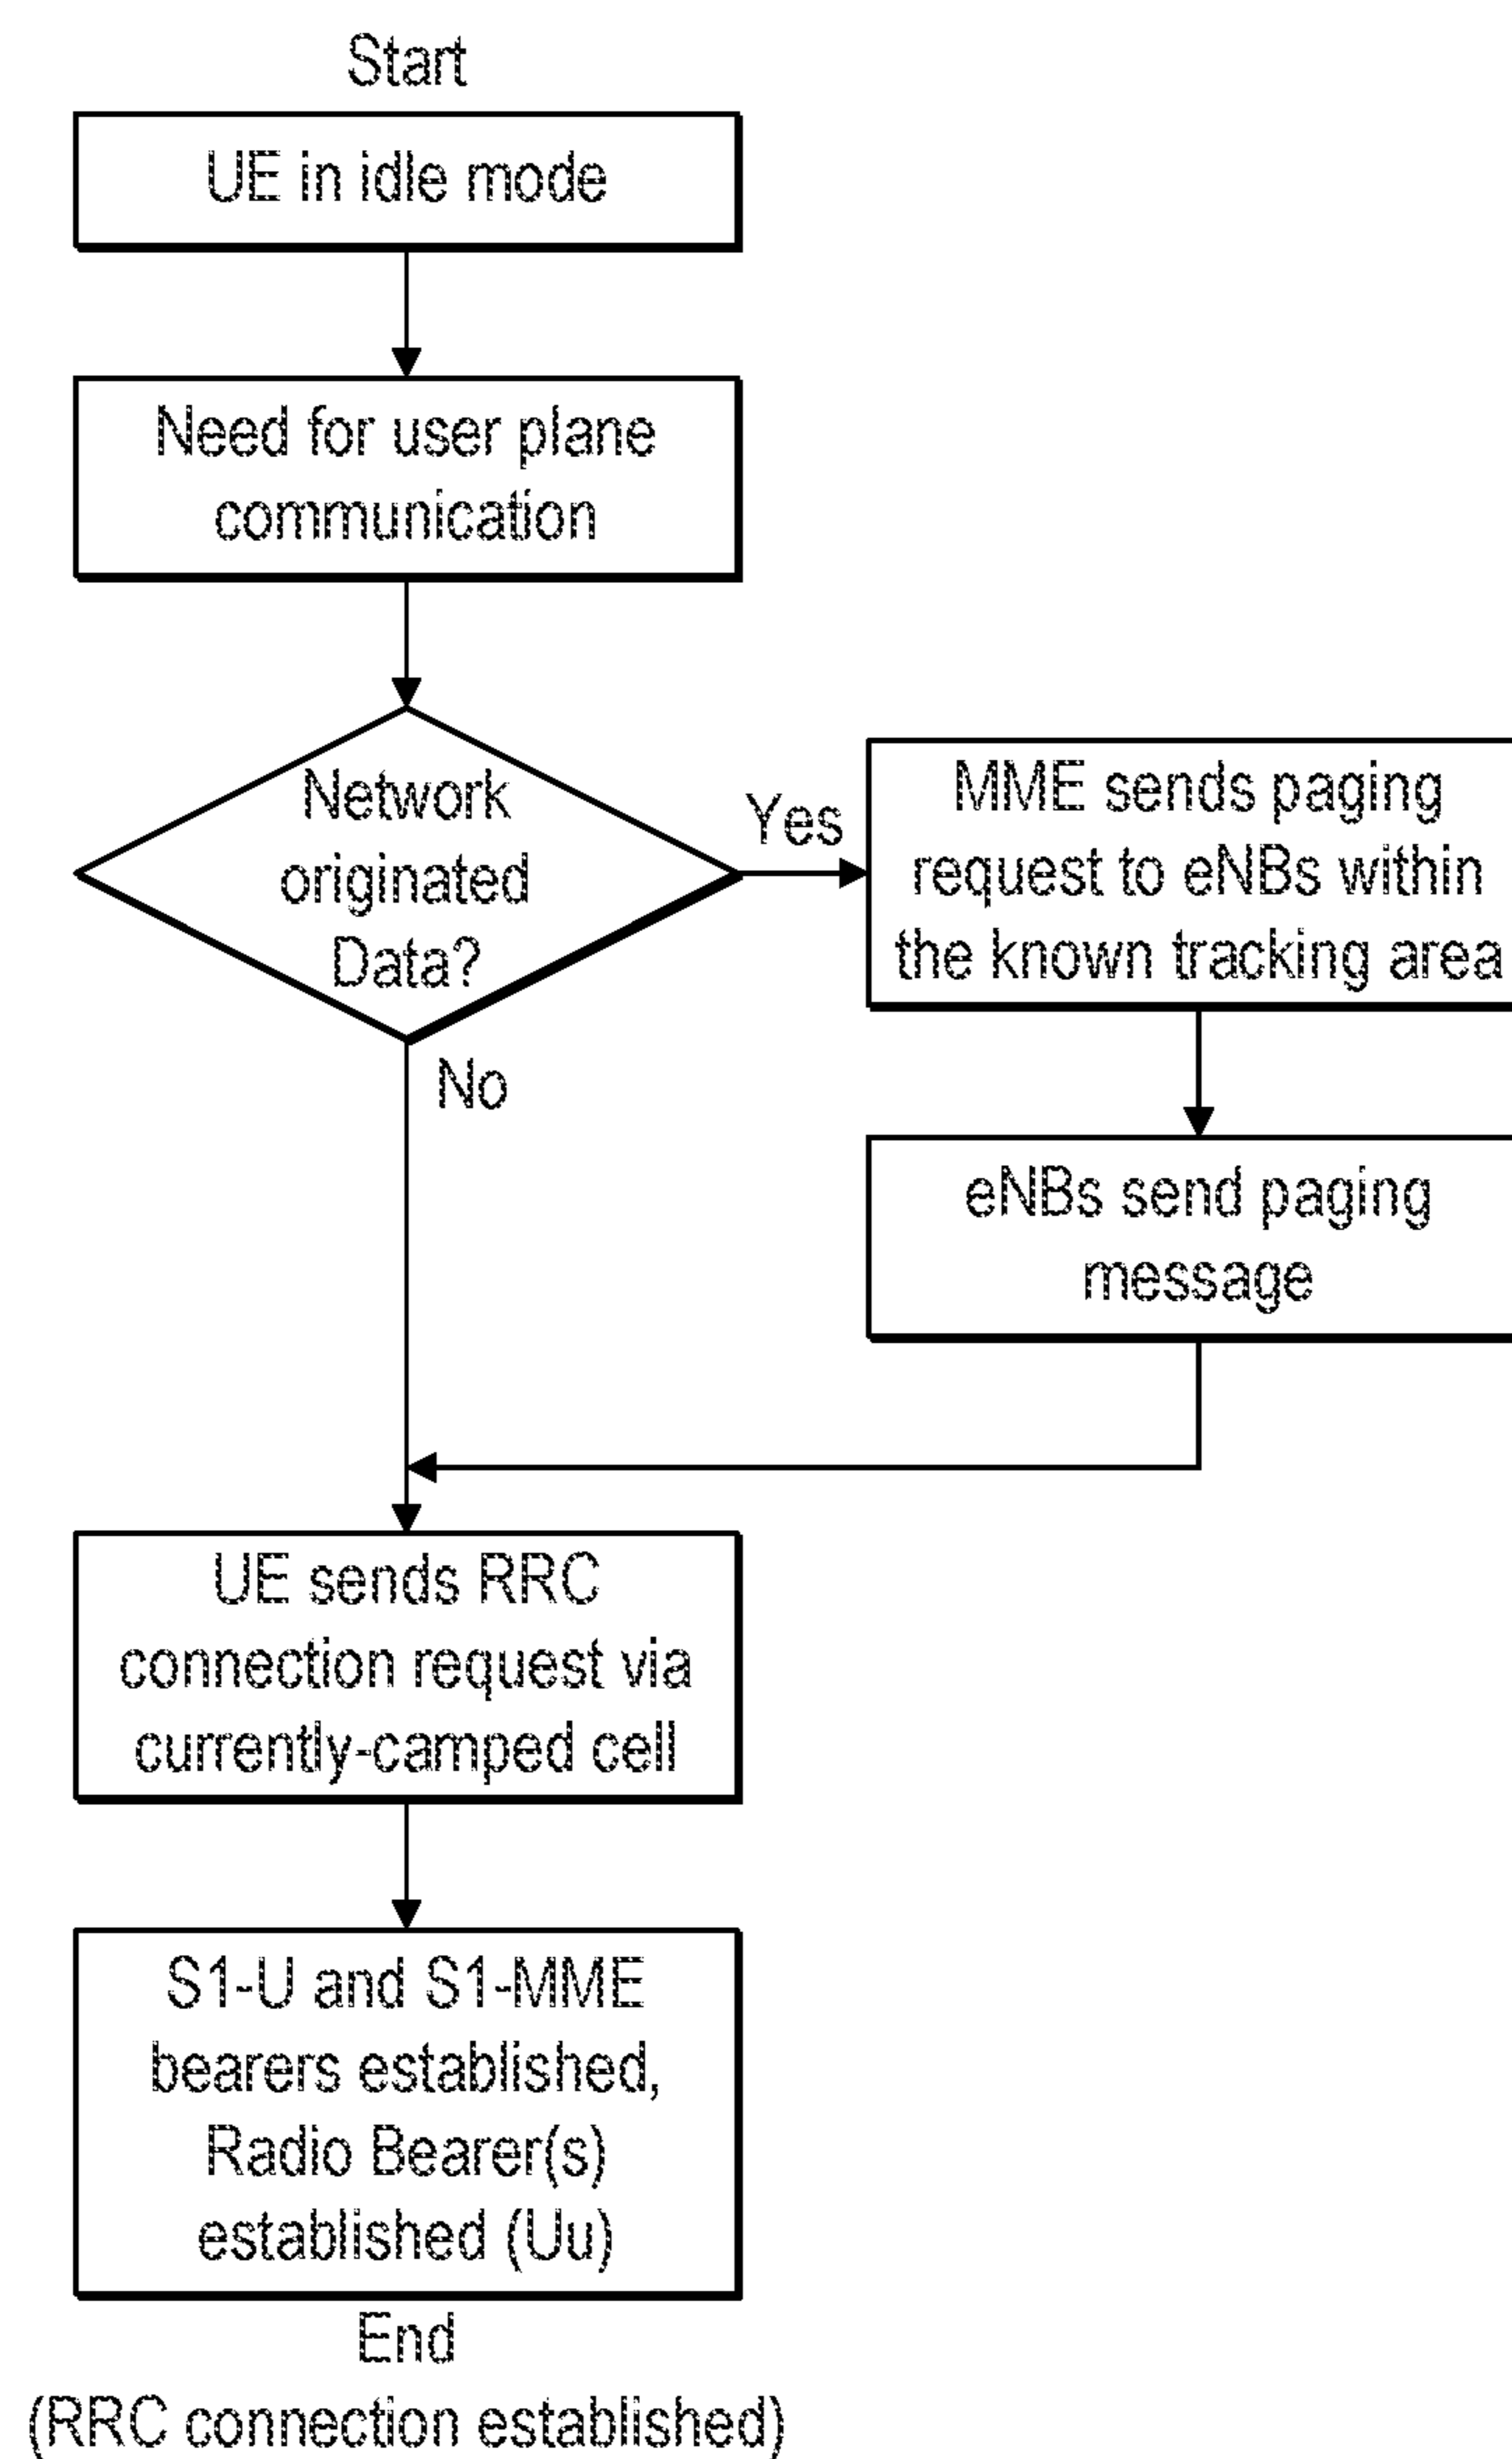 Start
UE in idle mode
Need for user plane
communication
Network
originated
Data?
Yes
MME sends paging
request to eNBs within
the known tracking area
No
eNBs send paging
message
UE sends RRC
connection request via
currently-camped cell
S1-U and S1-MME
bearers established,
Radio Bearer(s)
established (Uu)
End
(RRC connection established)